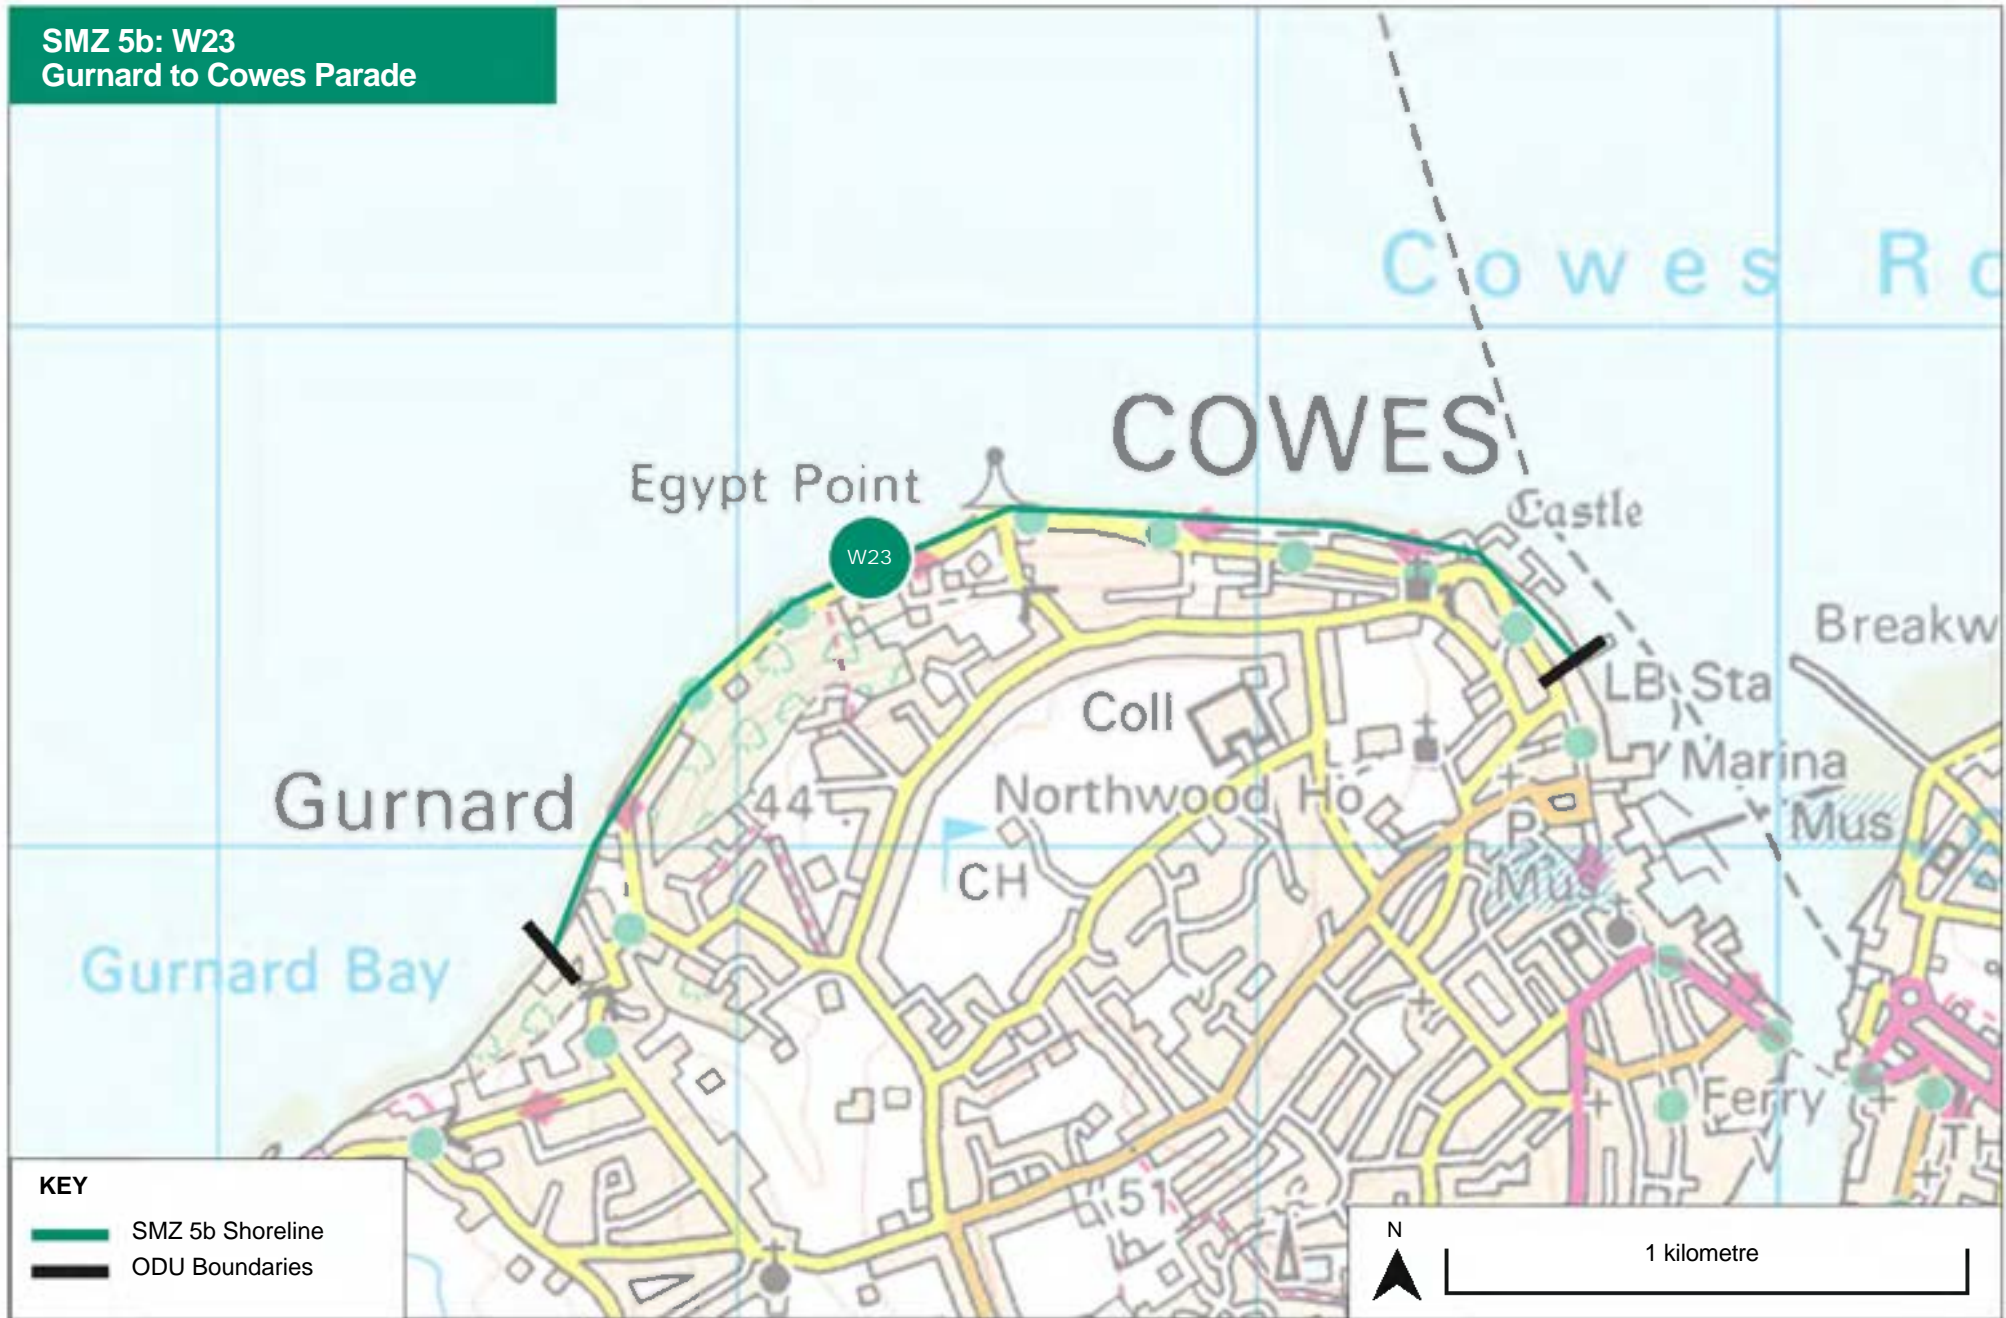 SMZ 5b: W23
Gurnard to Cowes Parade
Cowes Ro
COWES
Egypt Point
Castle
W23
Breakw
LB Sta
Coll
Marina
Gurnard
44
Northwood Ho
Mus
P
CH
Mus
Gurnard Bay
Ferry
TH
51
V
KEY
SMZ 5b Shoreline
ODU Boundaries
N
1 kilometre